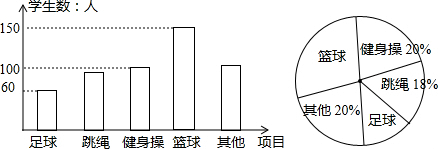 学生数：人
150
100
60
足球 跳绳 健身操 篮球 其他 项目
篮球
健身操 20%
跳绳 18%
其他 20%
足球